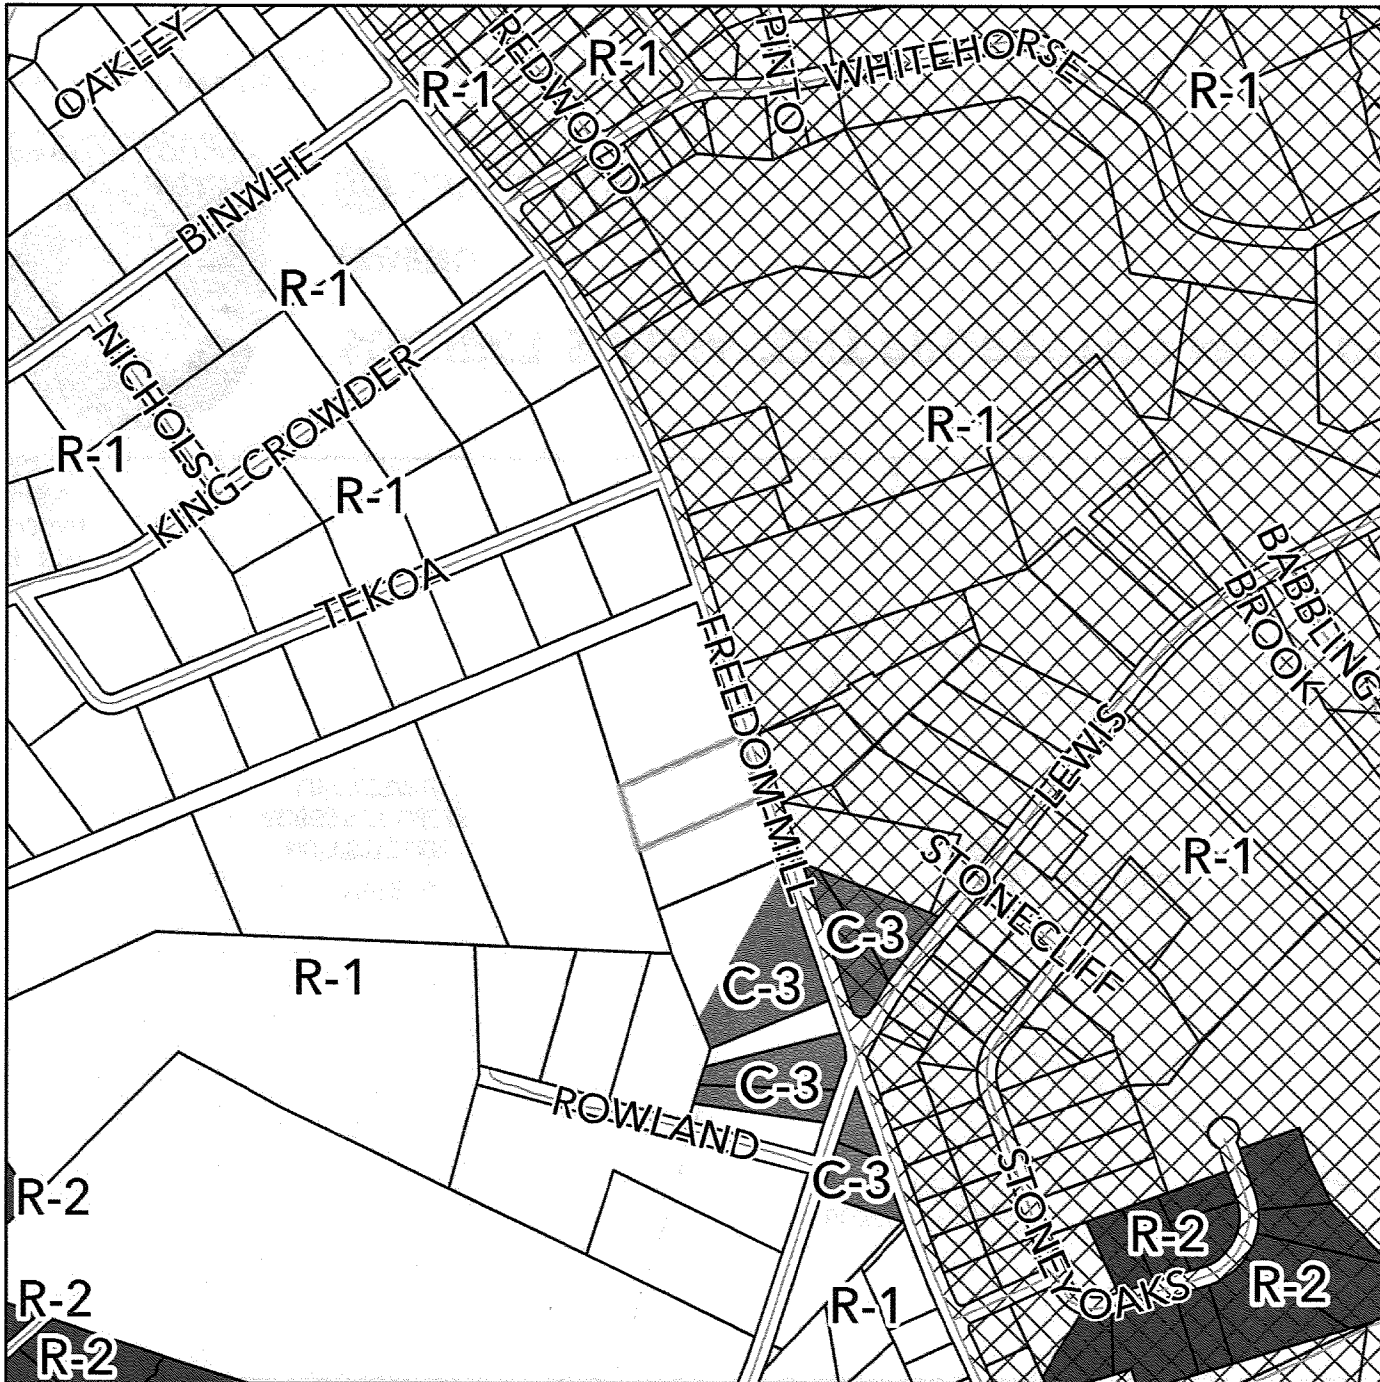 OAKLEY
REDWOOD
R-1
PINTO
WHITEHORSE
R-1
R-1
BINWHE
R-1
NICHOLS
R-1
KING CROWDER
R-1
R-1
TEKOA
BABBLING
BROOK
FREEDOM MILL
LEWIS
STONECLIFF
R-1
C-3
C-3
R-1
C-3
ROWLAND
C-3
STONEY OAKS
R-2
R-2
R-2
R-2
R-1
R-2